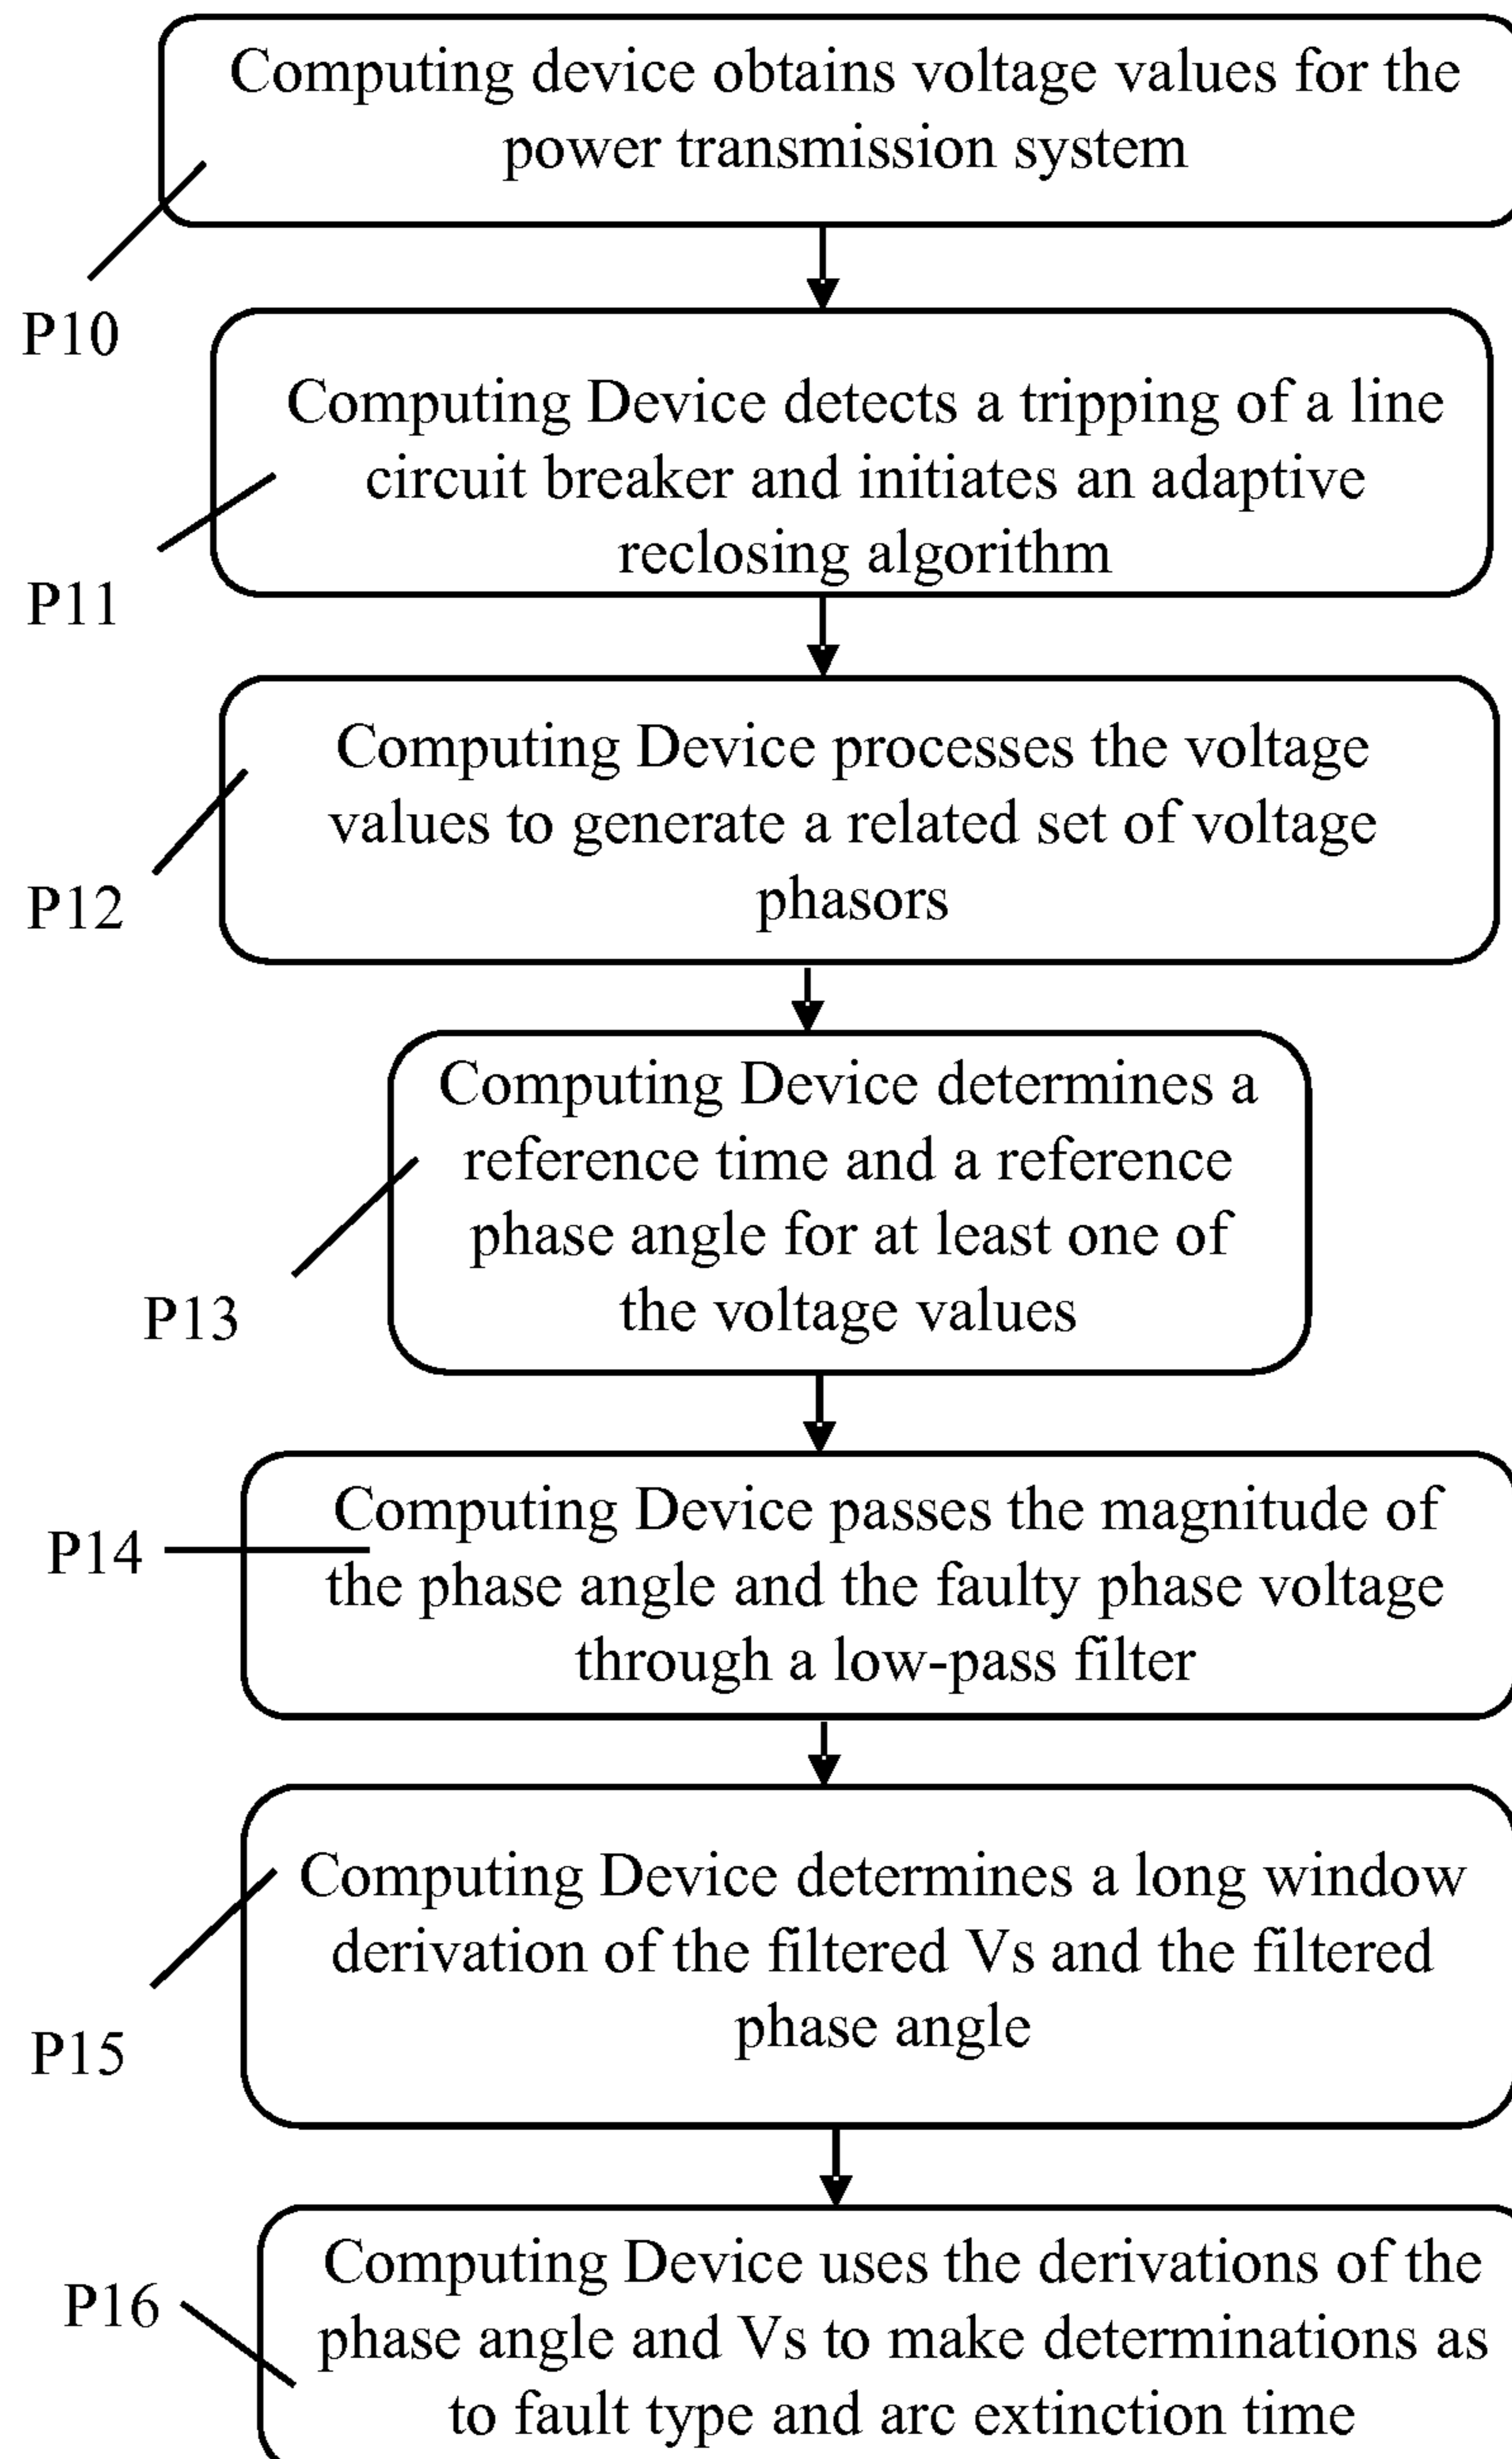 Computing device obtains voltage values for the
power transmission system
P10
Computing Device detects a tripping of a line
circuit breaker and initiates an adaptive
reclosing algorithm
P11
Computing Device processes the voltage
values to generate a related set of voltage
phasors
P12
Computing Device determines a
reference time and a reference
phase angle for at least one of
the voltage values
P13
Computing Device passes the magnitude of
the phase angle and the faulty phase voltage
through a low-pass filter
P14
Computing Device determines a long window
derivation of the filtered Vs and the filtered
phase angle
P15
Computing Device uses the derivations of the
phase angle and Vs to make determinations as
to fault type and arc extinction time
P16